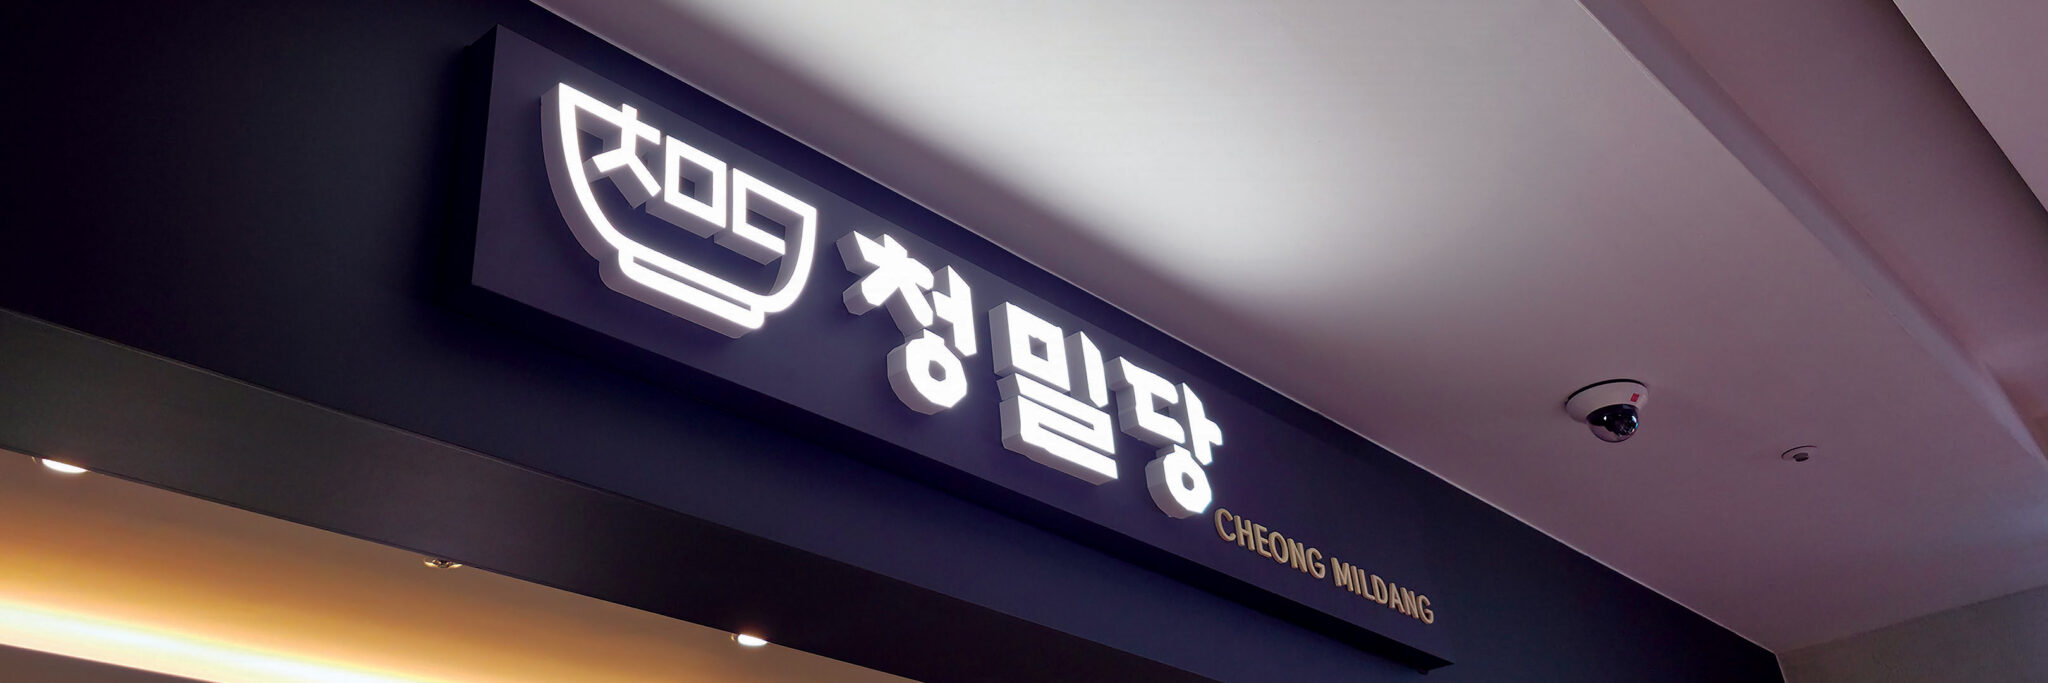 ㅊㅁㄷ
청밀당
CHEONG MILDANG